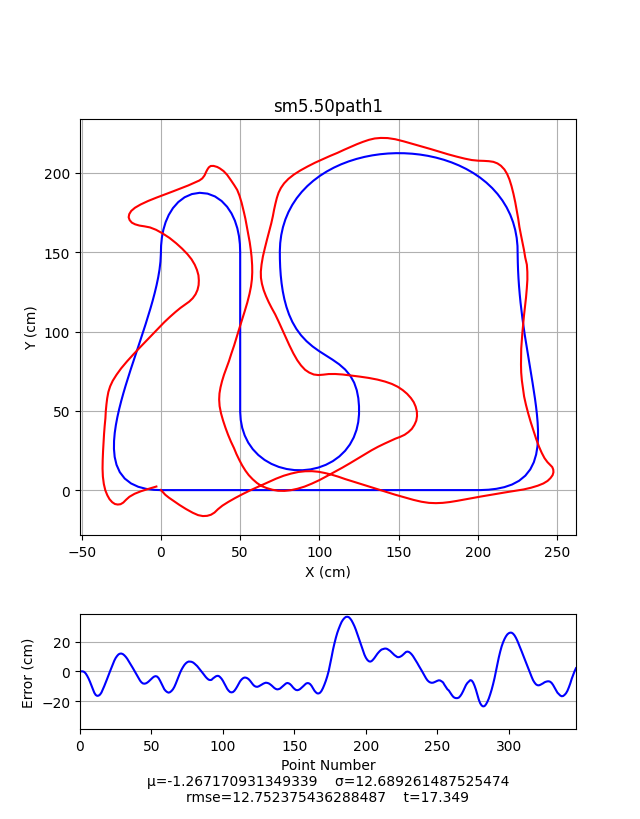 sm5.50path1
200
150
100
50
0
Y (cm)
−50 0 50 100 150 200 250
X (cm)
20
0
−20
Error (cm)
0 50 100 150 200 250 300
Point Number
μ=-1.267170931349339 σ=12.689261487525474
rmse=12.752375436288487 t=17.349